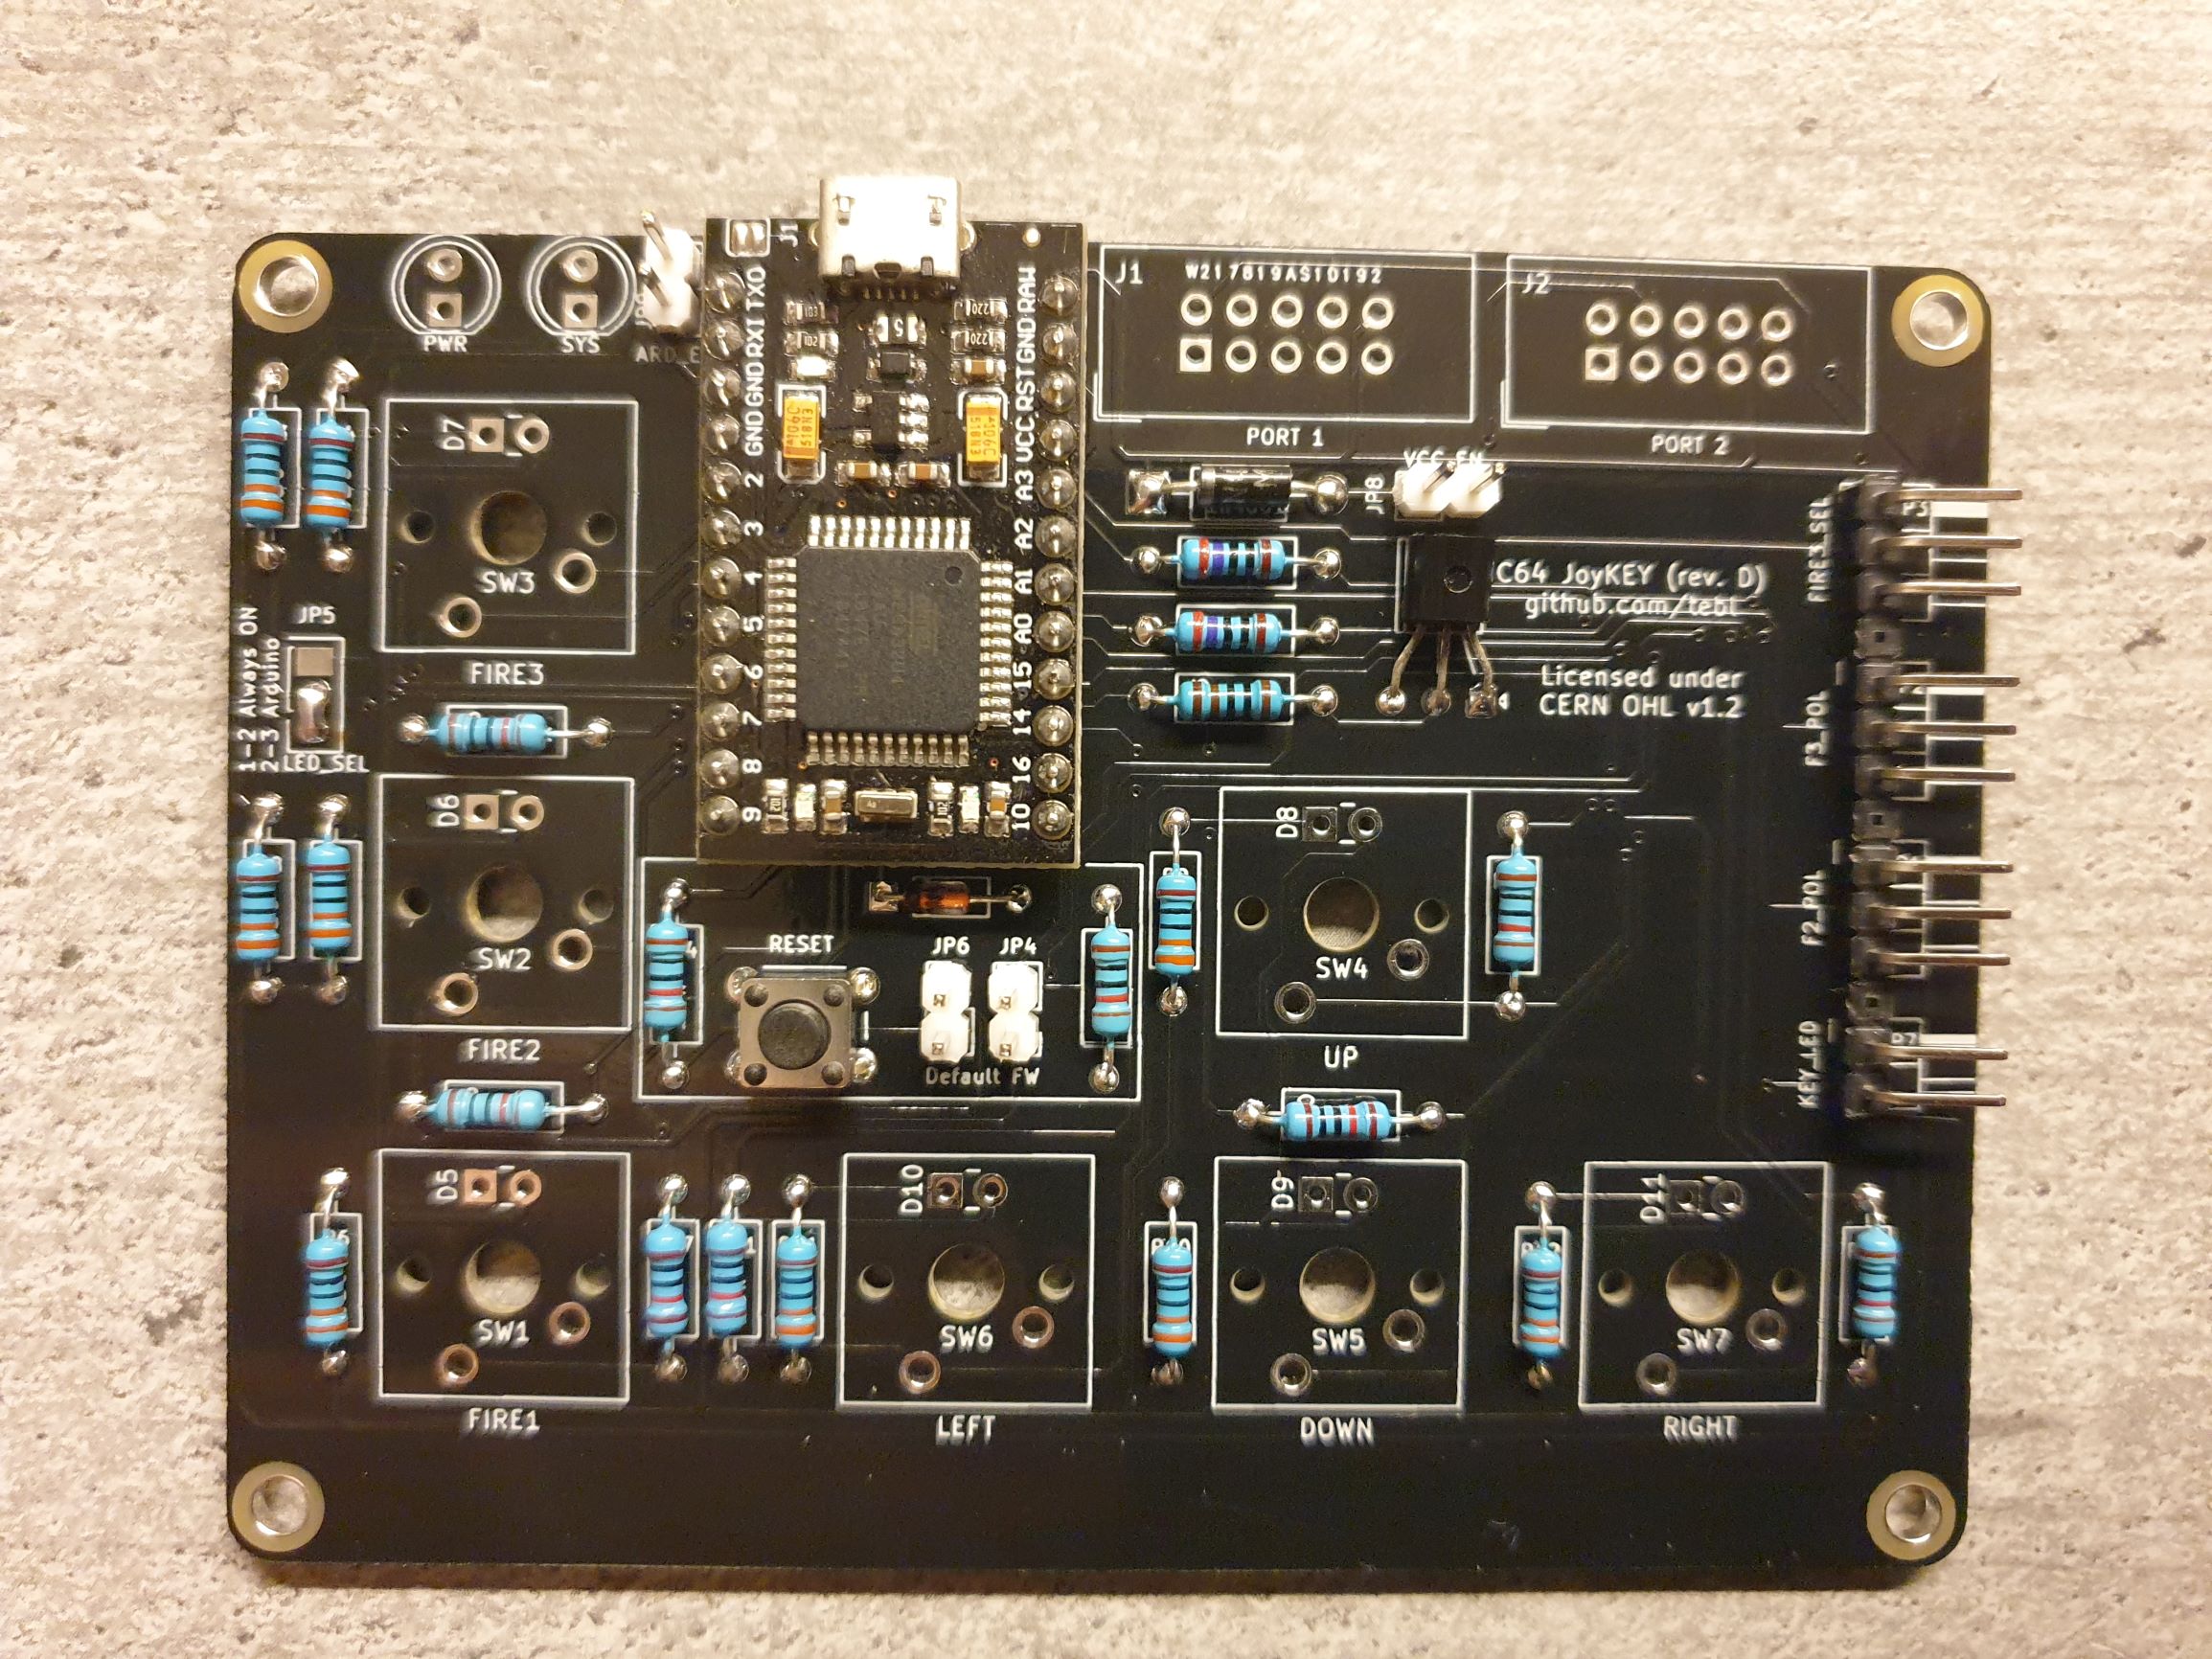 PWR
SYS
J1
TXO
RXI
GND
GND
2
3
4
5
6
7
8
9
RAW
GND
RST
VCC
A3
A2
A1
A0
15
14
16
10
J1
W217819AS10192
PORT 1
J2
PORT 2
D7
SW3
FIRE3
JP5
1-2 Always ON
2-3 Arduino
LED_SEL
VCC_EN
JP8
C64 JoyKEY (rev. D)
github.com/tebl
Licensed under
CERN OHL v1.2
FIRE3_SEL
F3_POL
F2_POL
KEY_LED
D6
SW2
FIRE2
RESET
JP6
JP4
Default FW
D8
SW4
UP
D5
SW1
FIRE1
D10
SW6
LEFT
D9
SW5
DOWN
D11
SW7
RIGHT